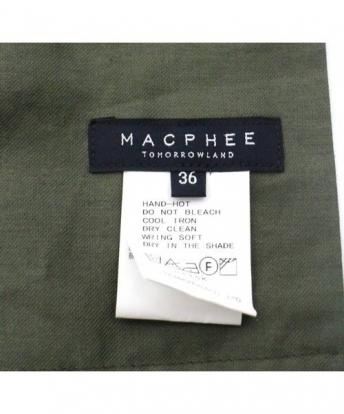 MACPHEE
TOMORROWLAND
36
HAND-HOT
DO NOT BLEACH
COOL IRON
DRY CLEAN
WRING SOFT
DRY IN THE SHADE
F